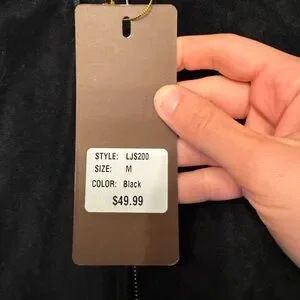 STYLE: LJS200
SIZE: M
COLOR: Black
$49.99